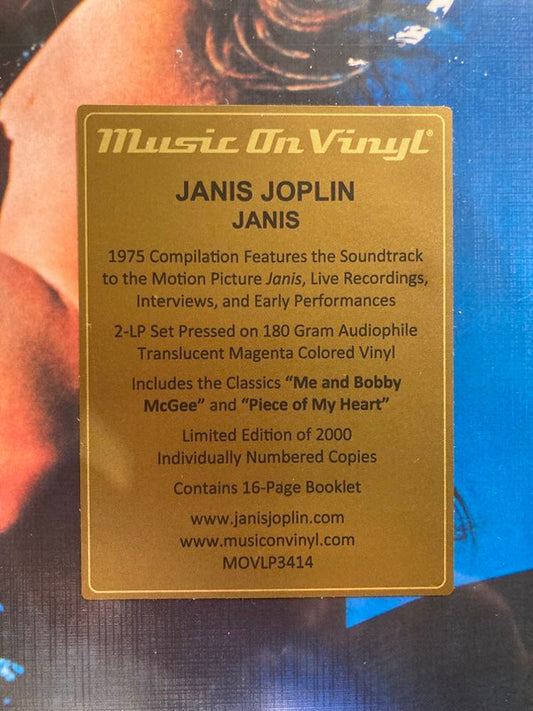 Music On Vinyl®
JANIS JOPLIN
JANIS
1975 Compilation Features the Soundtrack
to the Motion Picture Janis, Live Recordings,
Interviews, and Early Performances
2-LP Set Pressed on 180 Gram Audiophile
Translucent Magenta Colored Vinyl
Includes the Classics “Me and Bobby
McGee” and “Piece of My Heart”
Limited Edition of 2000
Individually Numbered Copies
Contains 16-Page Booklet
www.janisjoplin.com
www.musiconvinyl.com
MOVLP3414